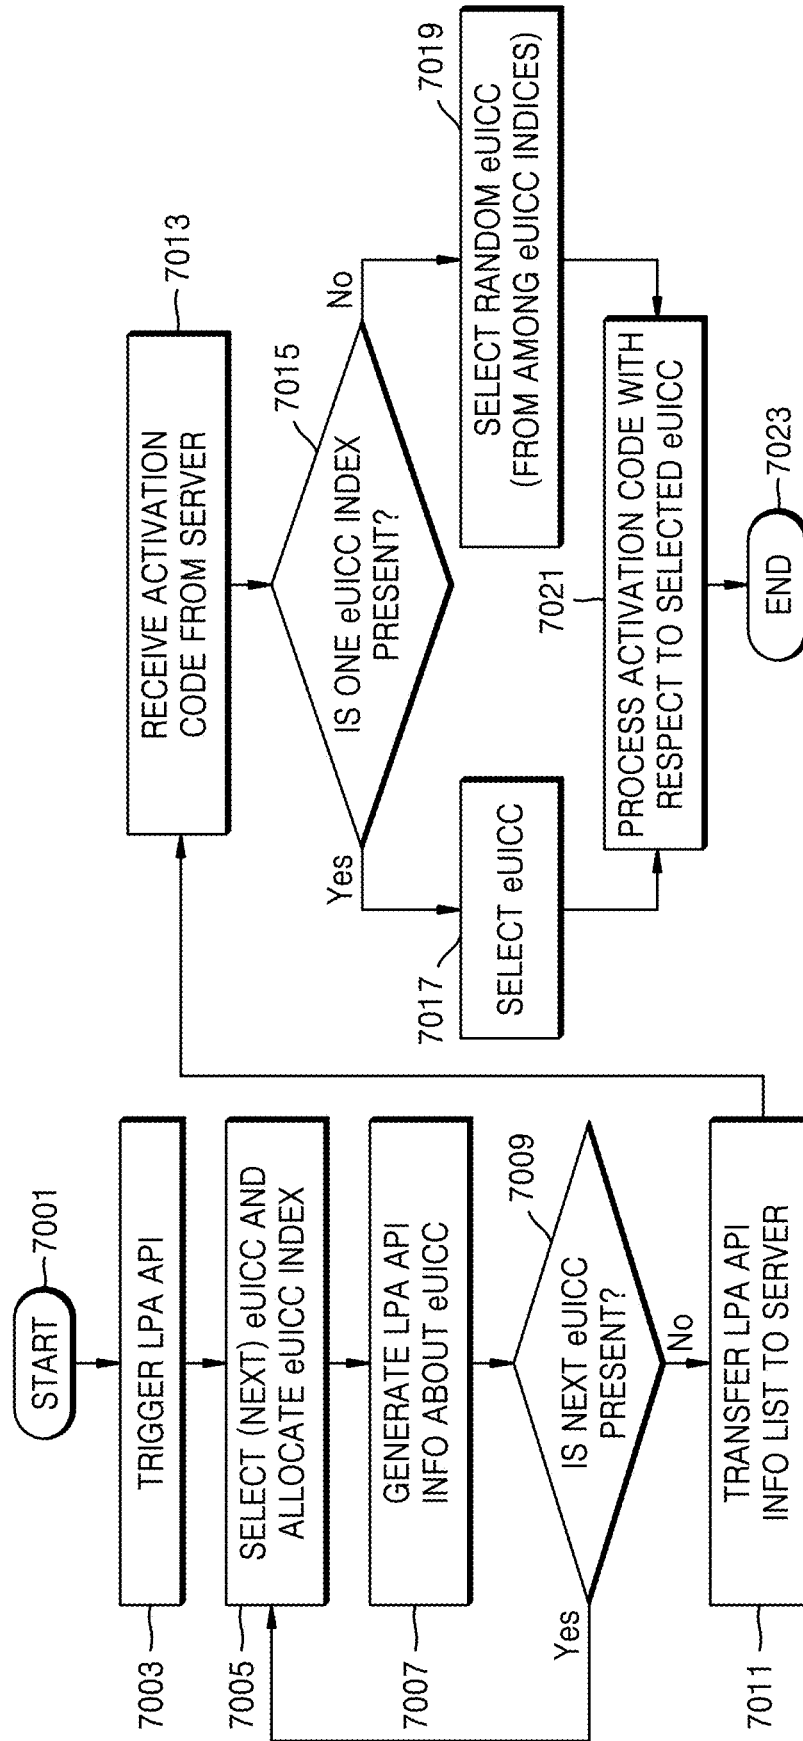 START
7001
TRIGGER LPA API
7003
SELECT (NEXT) eUICC AND
ALLOCATE eUICC INDEX
7005
GENERATE LPA API
INFO ABOUT eUICC
7007
IS NEXT eUICC
PRESENT?
7009
Yes
No
TRANSFER LPA API
INFO LIST TO SERVER
7011
RECEIVE ACTIVATION
CODE FROM SERVER
7013
IS ONE eUICC INDEX
PRESENT?
7015
Yes
No
SELECT eUICC
7017
SELECT RANDOM eUICC
(FROM AMONG eUICC INDICES)
7019
PROCESS ACTIVATION CODE WITH
RESPECT TO SELECTED eUICC
7021
END
7023